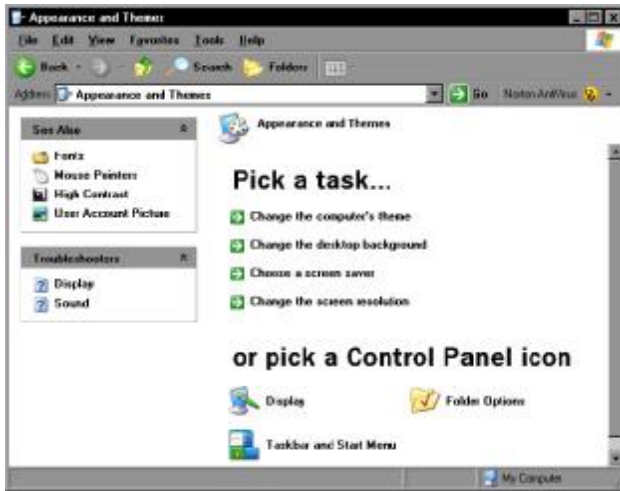 Appearance and Themes
File Edit View Favorites Tools Help
Back Search Folders
Address Appearance and Themes Go Norton AntiVirus
See Also
Fonts
Mouse Pointers
High Contrast
User Account Picture
Troubleshooters
Display
Sound
Appearance and Themes
Pick a task...
Change the computer's theme
Change the desktop background
Choose a screen saver
Change the screen resolution
or pick a Control Panel icon
Display Folder Options
Taskbar and Start Menu
My Computer